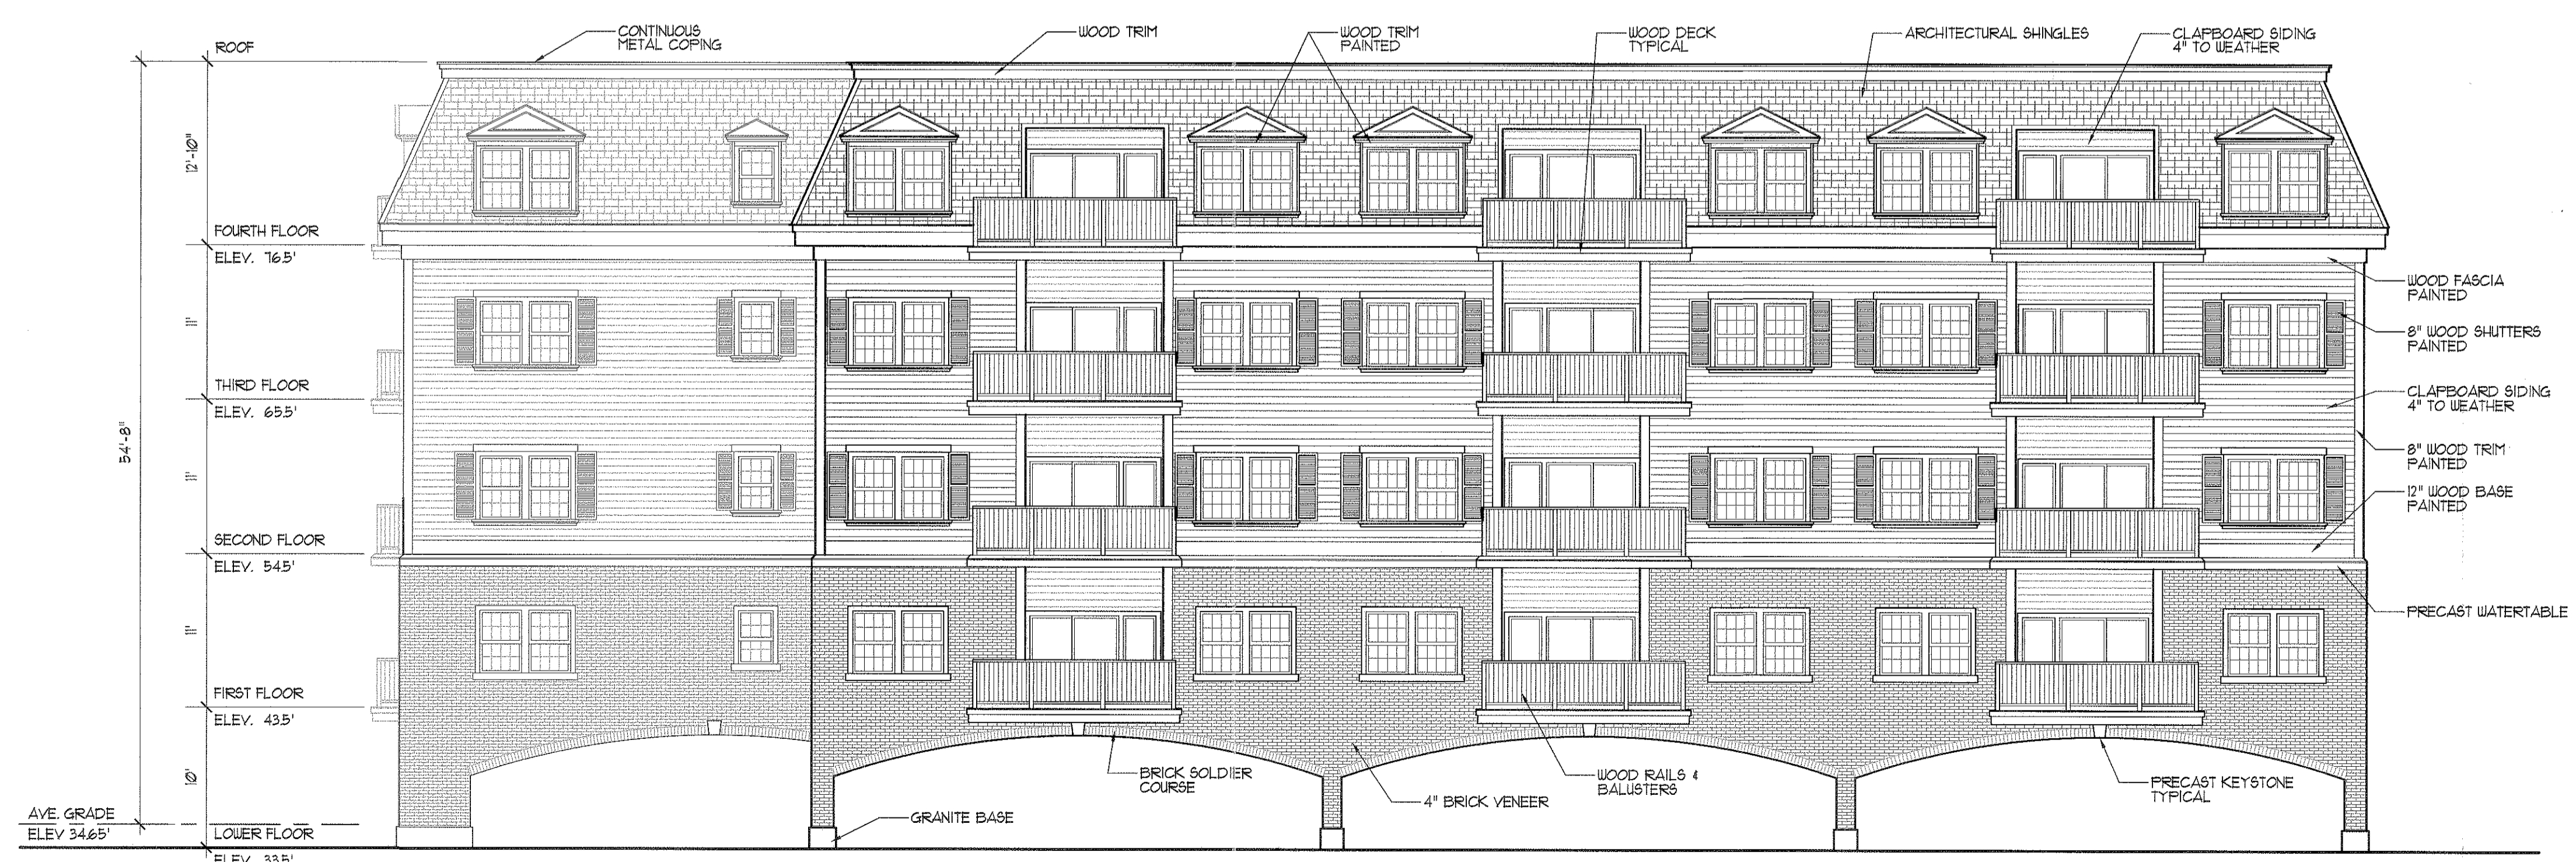 CONTINUOUS
METAL COPING
WOOD TRIM
WOOD TRIM
PAINTED
WOOD DECK
TYPICAL
ARCHITECTURAL SHINGLES
CLAPBOARD SIDING
4" TO WEATHER
ROOF
12'-10"
FOURTH FLOOR
ELEV. 76.5'
11'
THIRD FLOOR
ELEV. 65.5'
54'-8"
11'
SECOND FLOOR
ELEV. 54.5'
11'
FIRST FLOOR
ELEV. 43.5'
10'
AVE. GRADE
ELEV 34.65'
LOWER FLOOR
ELEV. 33.5'
WOOD FASCIA
PAINTED
8" WOOD SHUTTERS
PAINTED
CLAPBOARD SIDING
4" TO WEATHER
8" WOOD TRIM
PAINTED
12" WOOD BASE
PAINTED
PRECAST WATERTABLE
BRICK SOLDIER
COURSE
4" BRICK VENEER
WOOD RAILS &
BALUSTERS
PRECAST KEYSTONE
TYPICAL
GRANITE BASE